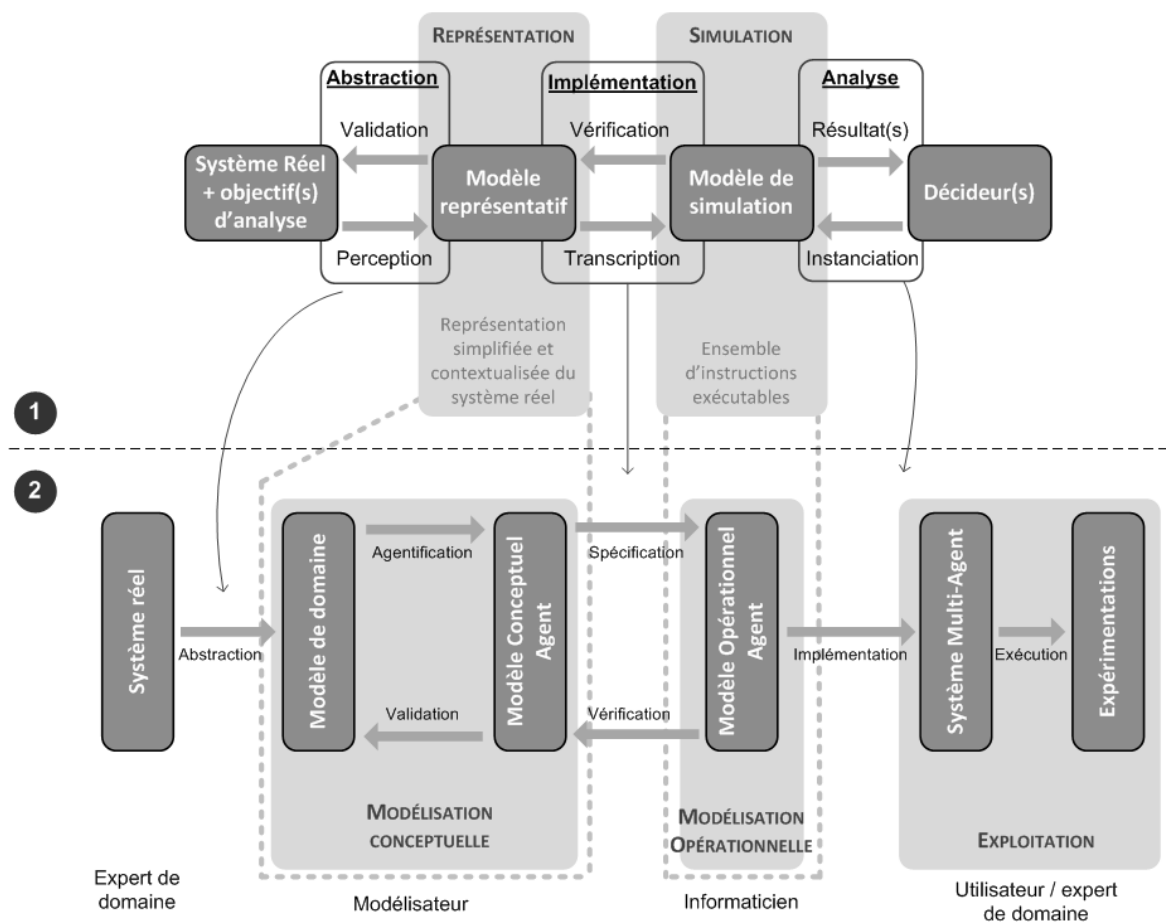 REPRÉSENTATION
SIMULATION
Abstraction
Implémentation
Analyse
Validation
Vérification
Résultat(s)
Système Réel
+ objectif(s)
d'analyse
Modèle
représentatif
Modèle de
simulation
Décideur(s)
Perception
Transcription
Instanciation
Représentation
simplifiée et
contextualisée du
système réel
Ensemble
d'instructions
exécutables
1
2
Système réel
Abstraction
Modèle de domaine
Agentification
Validation
Modèle Conceptuel
Agent
Spécification
Vérification
Modèle Opérationnel
Agent
Implémentation
Système Multi-Agent
Exécution
Expérimentations
MODÉLISATION
CONCEPTUELLE
MODÉLISATION
OPÉRATIONNELLE
EXPLOITATION
Expert de
domaine
Modélisateur
Informaticien
Utilisateur / expert
de domaine